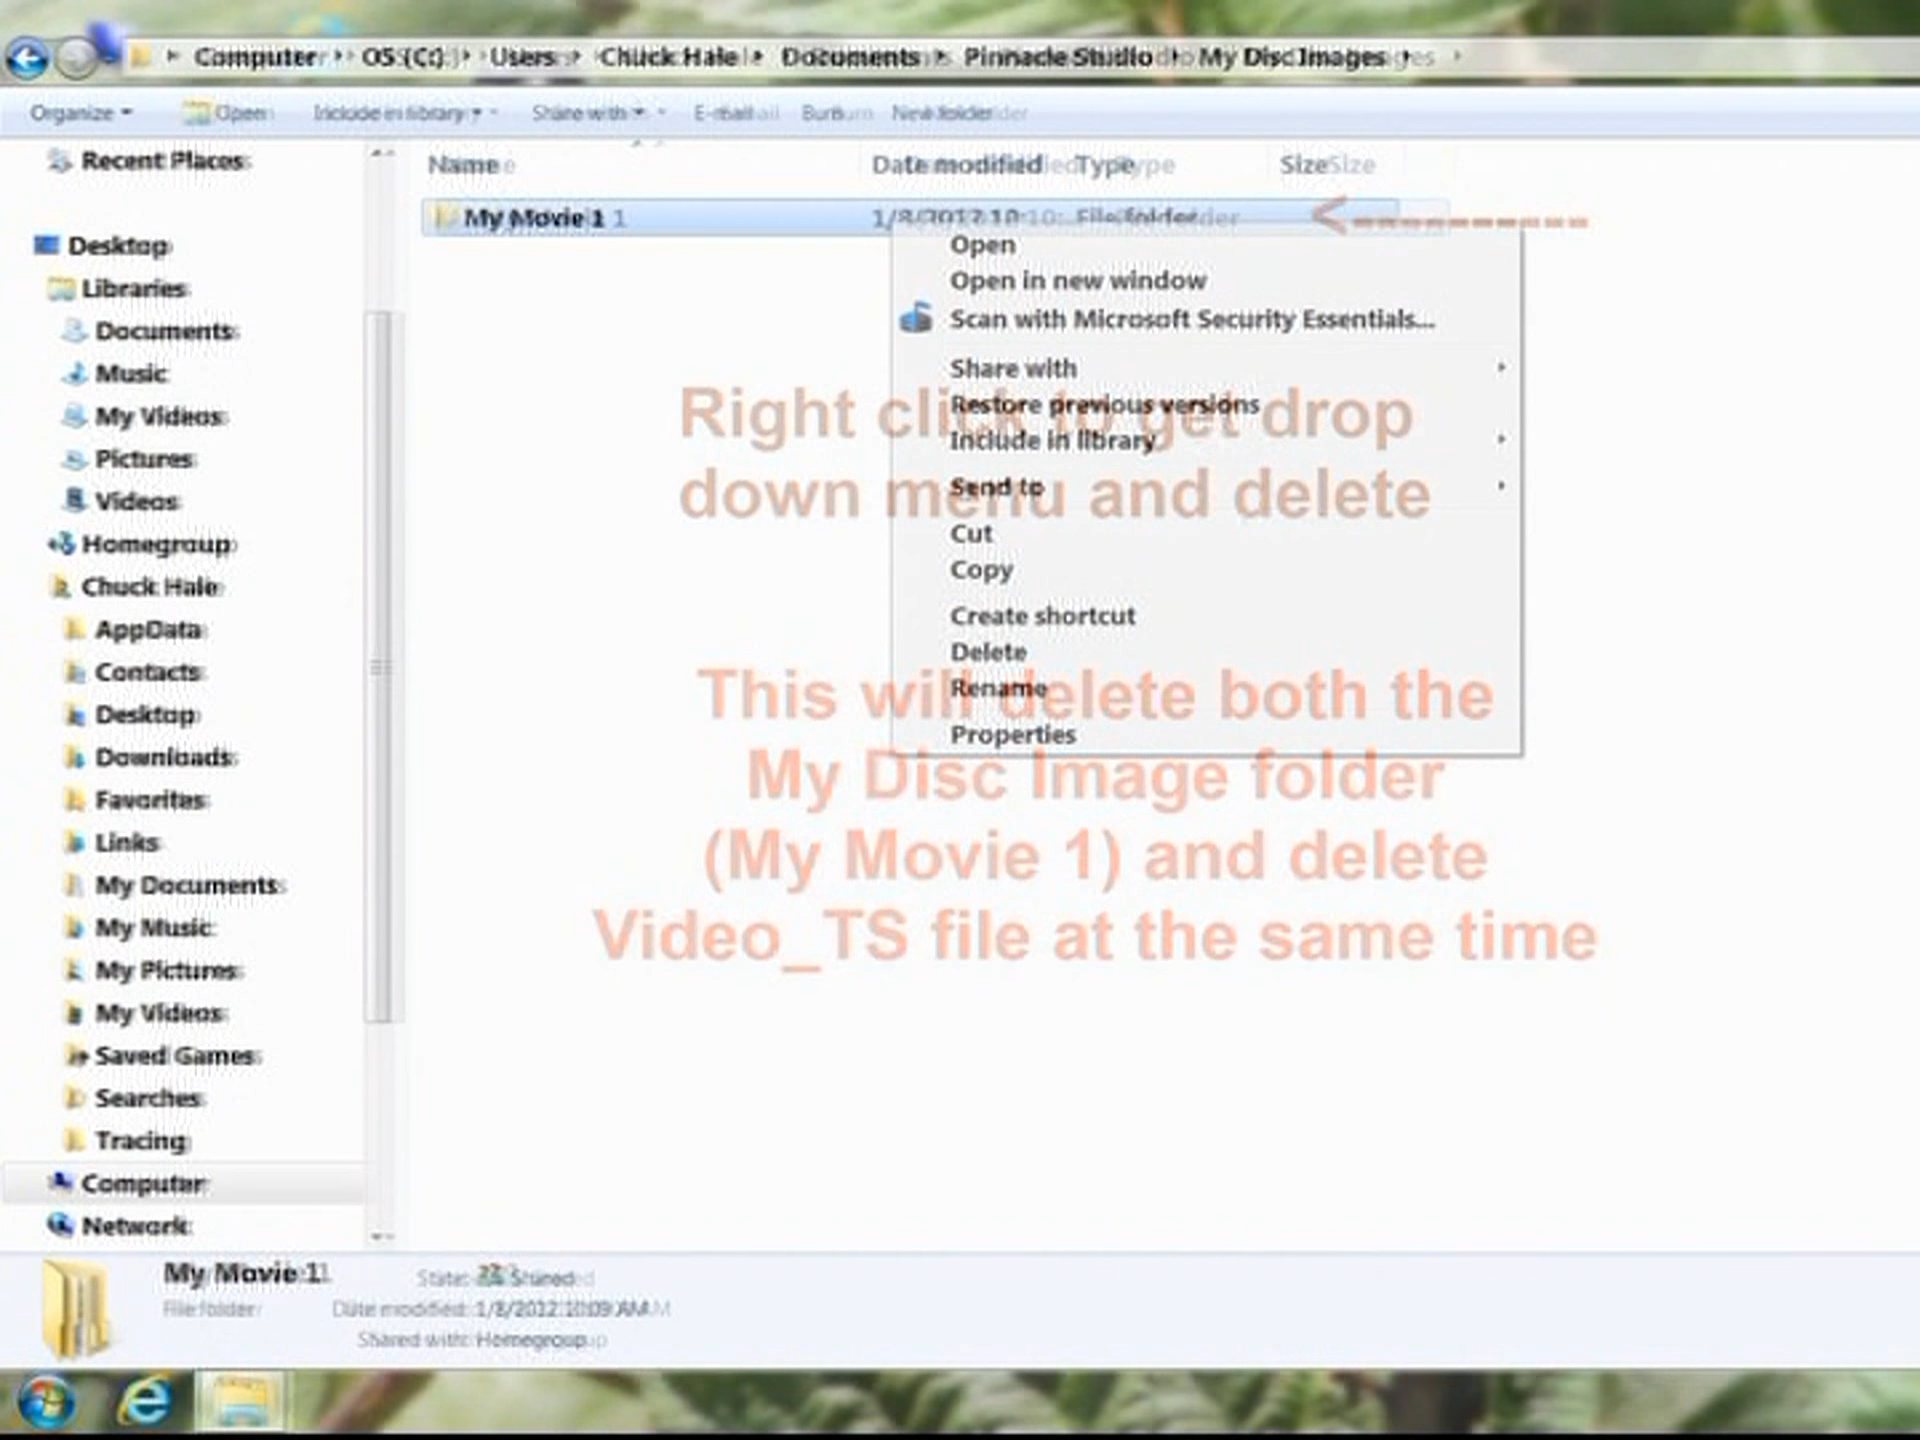 Computer OS (C:) Users Chuck Hale Documents Pinnacle Studio My Disc Images
Organize Open Include in library Share with E-mail Burn New folder
Recent Places
Desktop
Libraries
Documents
Music
My Videos
Pictures
Videos
Homegroup
Chuck Hale
AppData
Contacts
Desktop
Downloads
Favorites
Links
My Documents
My Music
My Pictures
My Videos
Saved Games
Searches
Tracing
Computer
Network
Name Date modified Type Size
My Movie 1 1/8/2012 10:... File folder <-----------
Open
Open in new window
Scan with Microsoft Security Essentials...
Share with
Restore previous versions
Include in library
Send to
Cut
Copy
Create shortcut
Delete
Rename
Properties
Right click to get drop
down menu and delete
This will delete both the
My Disc Image folder
(My Movie 1) and delete
Video_TS file at the same time
My Movie 1 State: Shared
File folder Date modified: 1/8/2012 10:09 AM
Shared with: Homegroup